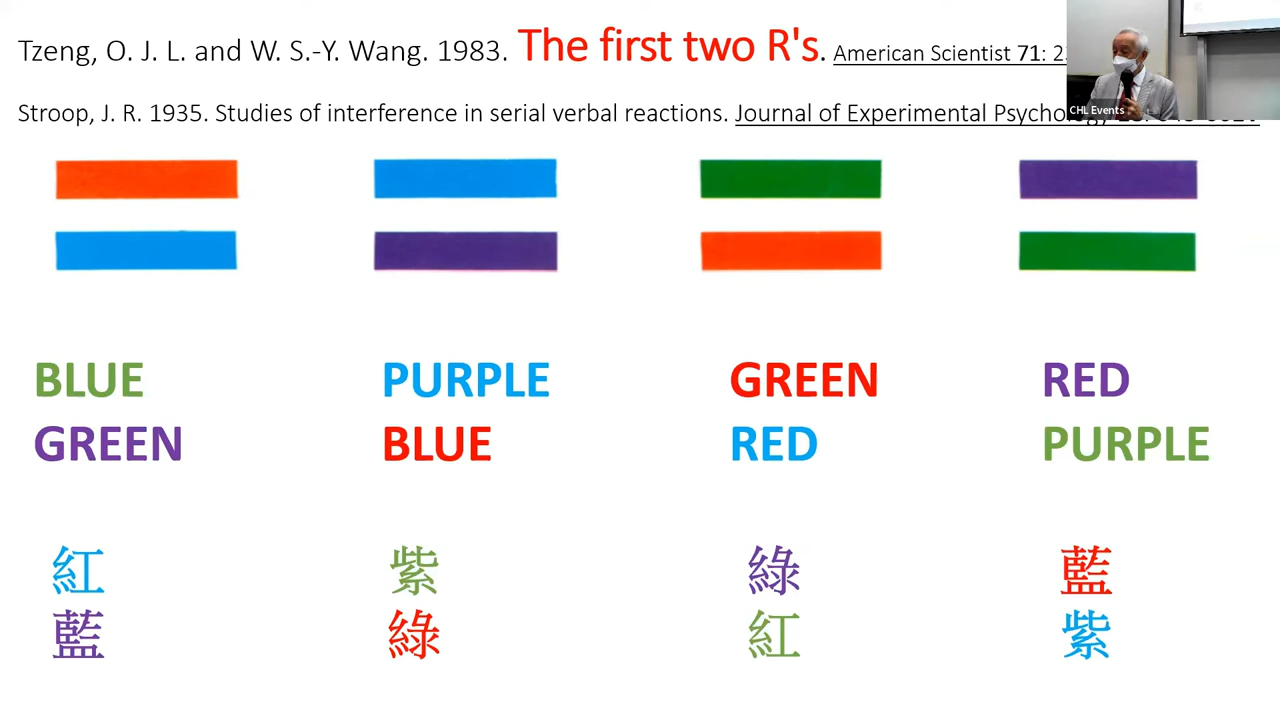 Tzeng, O. J. L. and W. S.-Y. Wang. 1983. The first two R's. American Scientist 71:
CHL Events
Stroop, J. R. 1935. Studies of interference in serial verbal reactions. Journal of Experimental Psychology
BLUE PURPLE GREEN RED
GREEN BLUE RED PURPLE
紅 紫 綠 藍
藍 綠 紅 紫